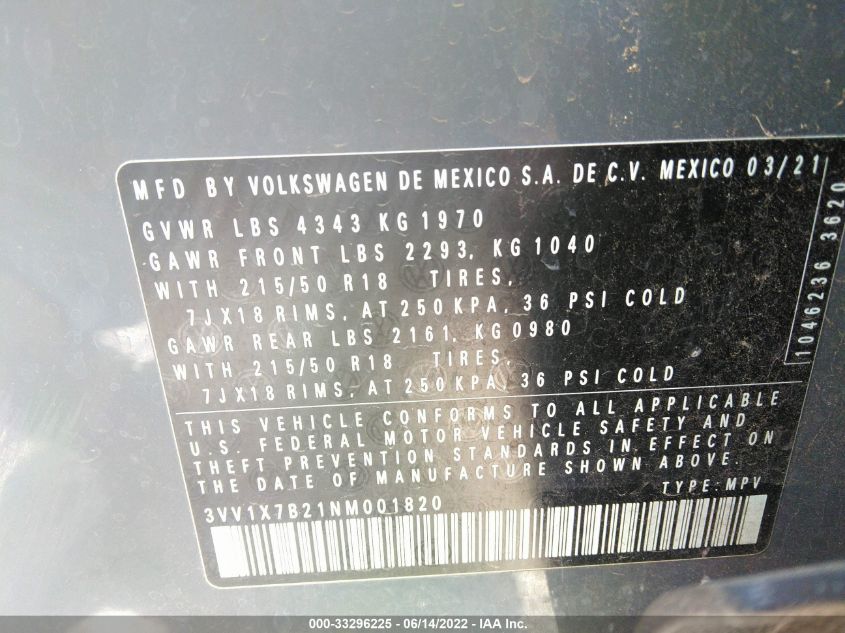 MFD BY VOLKSWAGEN DE MEXICO S.A. DE C.V. MEXICO 03/21
GVWR LBS 4343 KG 1970
GAWR FRONT LBS 2293, KG 1040
WITH 215/50 R18 TIRES,
7JX18 RIMS, AT 250 KPA, 36 PSI COLD
GAWR REAR LBS 2161, KG 0980
WITH 215/50 R18 TIRES,
7JX18 RIMS, AT 250 KPA, 36 PSI COLD
THIS VEHICLE CONFORMS TO ALL APPLICABLE
U.S. FEDERAL MOTOR VEHICLE SAFETY AND
THEFT PREVENTION STANDARDS IN EFFECT ON
THE DATE OF MANUFACTURE SHOWN ABOVE.
TYPE: MPV
3VV1X7B21NM001820
1046236 3620
000-33296225 - 06/14/2022 - IAA Inc.